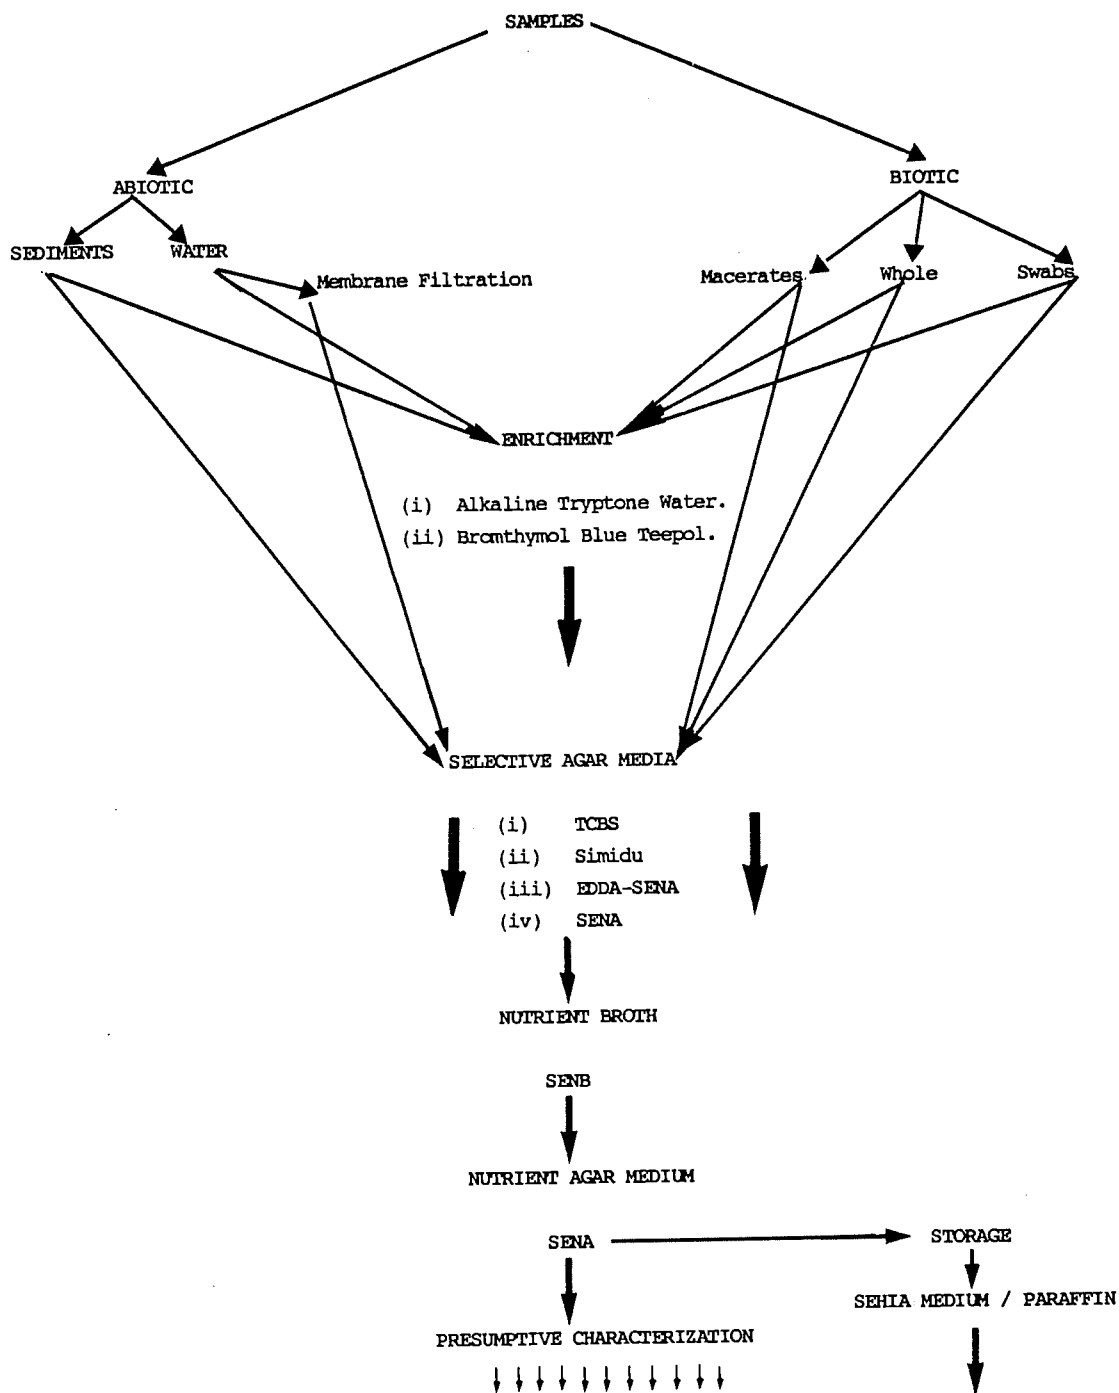 SAMPLES
ABIOTIC
BIOTIC
SEDIMENTS
WATER
Membrane Filtration
Macerates
Whole
Swabs
ENRICHMENT
(i) Alkaline Tryptone Water.
(ii) Bromthymol Blue Teepol.
SELECTIVE AGAR MEDIA
(i) TCBS
(ii) Simidu
(iii) EDDA-SENA
(iv) SENA
NUTRIENT BROTH
SENB
NUTRIENT AGAR MEDIUM
SENA
STORAGE
SEHIA MEDIUM / PARAFFIN
PRESUMPTIVE CHARACTERIZATION